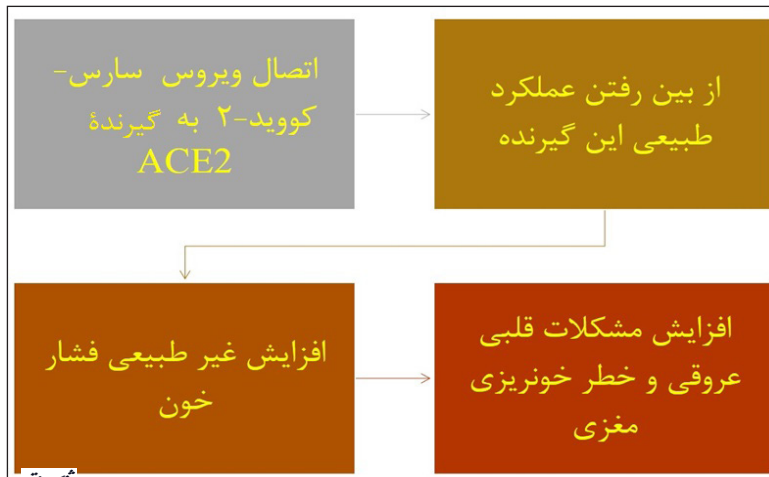 اتصال ویروس سارس-
کووید-۲ به گیرندهٔ
ACE2
از بین رفتن عملکرد
طبیعی این گیرنده
افزایش غیر طبیعی فشار
خون
افزایش مشکلات قلبی
عروقی و خطر خونریزی
مغزی